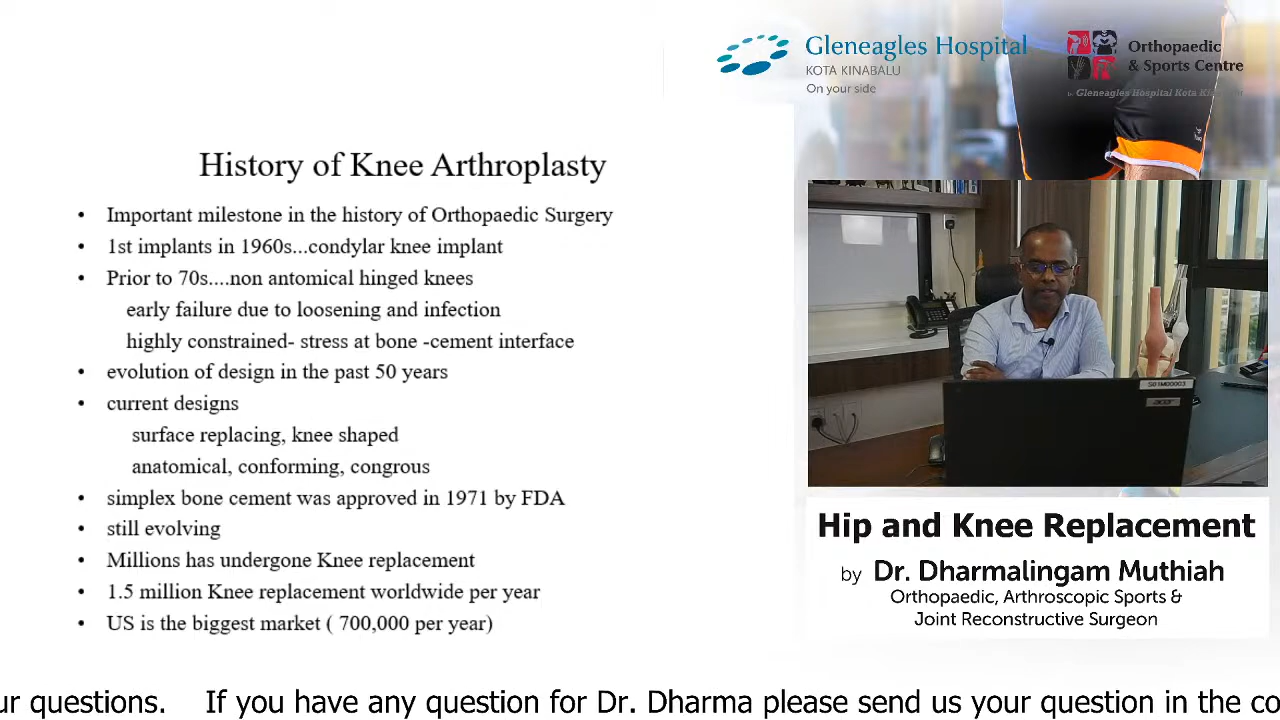 Gleneagles Hospital
KOTA KINABALU
On your side
Orthopaedic
& Sports Centre
Gleneagles Hospital Kota
History of Knee Arthroplasty
• Important milestone in the history of Orthopaedic Surgery
• 1st implants in 1960s...condylar knee implant
• Prior to 70s....non antomical hinged knees
early failure due to loosening and infection
highly constrained- stress at bone -cement interface
• evolution of design in the past 50 years
• current designs
surface replacing, knee shaped
anatomical, conforming, congrous
• simplex bone cement was approved in 1971 by FDA
• still evolving
• Millions has undergone Knee replacement
• 1.5 million Knee replacement worldwide per year
• US is the biggest market ( 700,000 per year)
S01M00003
acer
Hip and Knee Replacement
by Dr. Dharmalingam Muthiah
Orthopaedic, Arthroscopic Sports &
Joint Reconstructive Surgeon
ur questions. If you have any question for Dr. Dharma please send us your question in the co